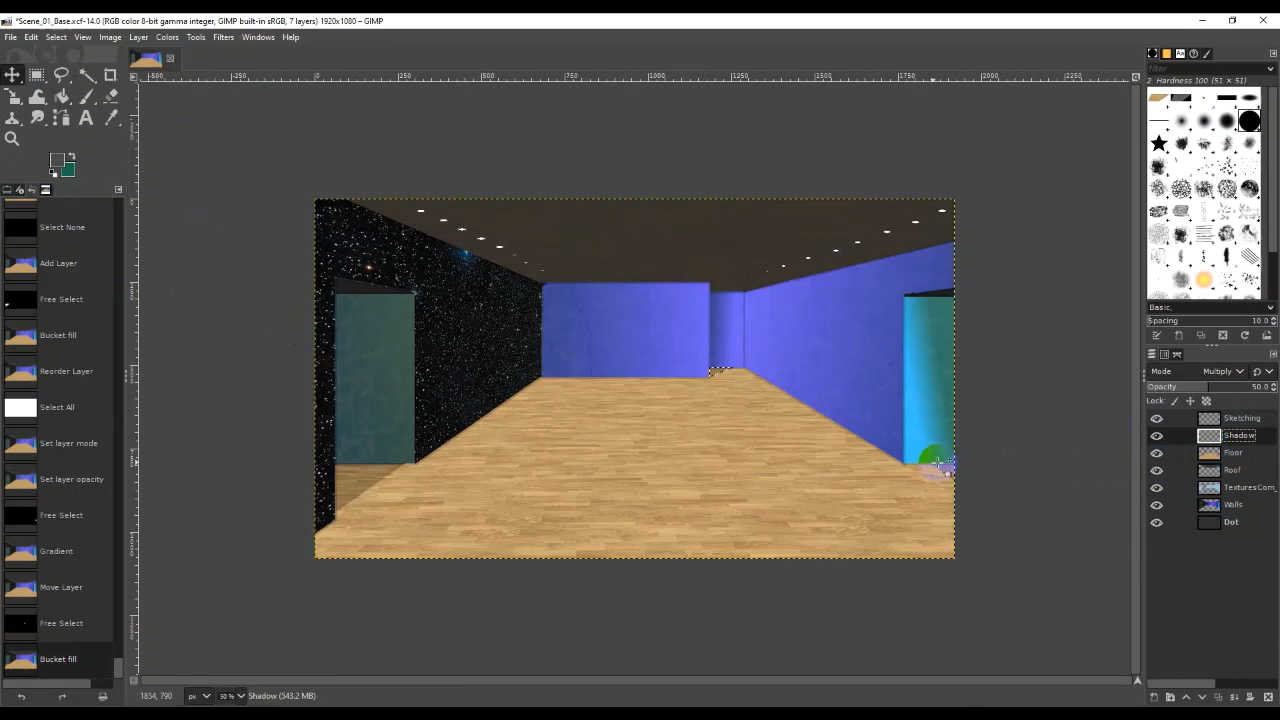 *Scene_01_Base.xcf-14.0 (RGB color 8-bit gamma integer, GIMP built-in sRGB, 7 layers) 1920x1080 – GIMP
File Edit Select View Image Layer Colors Tools Filters Windows Help
filter
2. Hardness 100 (51 × 51)
Select None
Add Layer
Free Select
Bucket fill
Reorder Layer
Select All
Set layer mode
Set layer opacity
Free Select
Gradient
Move Layer
Free Select
Bucket fill
Basic,
Spacing 10.0
Mode Multiply
Opacity 50.0
Lock:
Sketching
Shadow
Floor
Roof
TexturesCom_
Walls
Dot
1854, 790 px 50 % Shadow (543.2 MB)